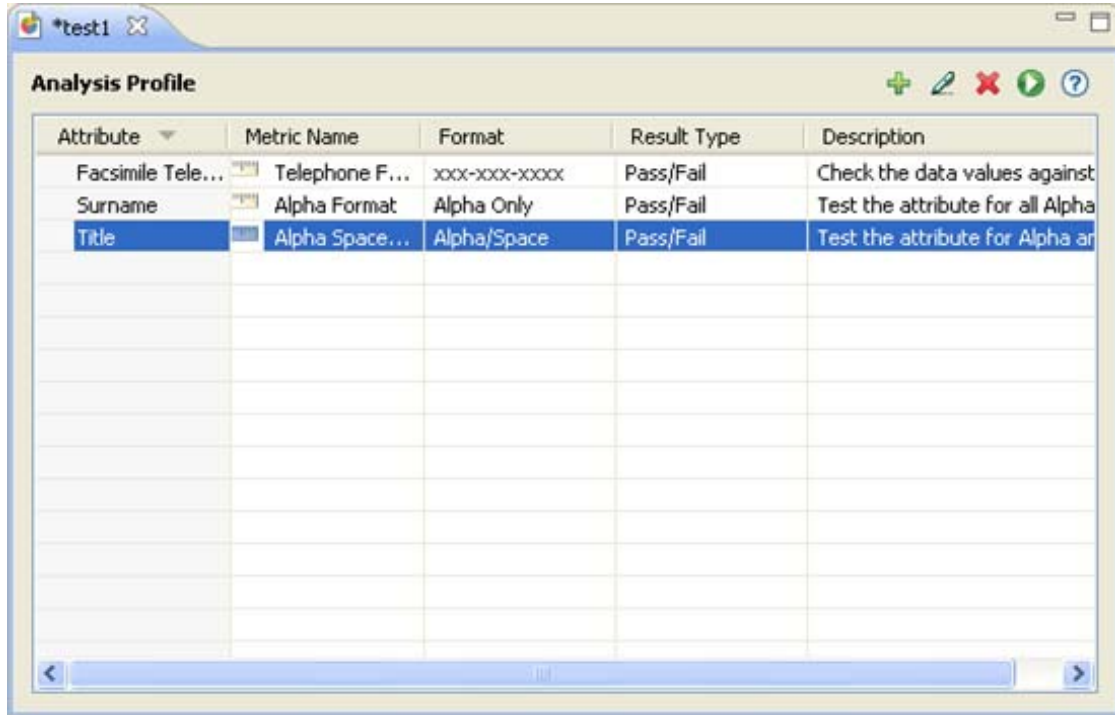 *test1
Analysis Profile
Attribute Metric Name Format Result Type Description
Facsimile Tele... Telephone F... xxx-xxx-xxxx Pass/Fail Check the data values against
Surname Alpha Format Alpha Only Pass/Fail Test the attribute for all Alpha
Title Alpha Space... Alpha/Space Pass/Fail Test the attribute for Alpha an